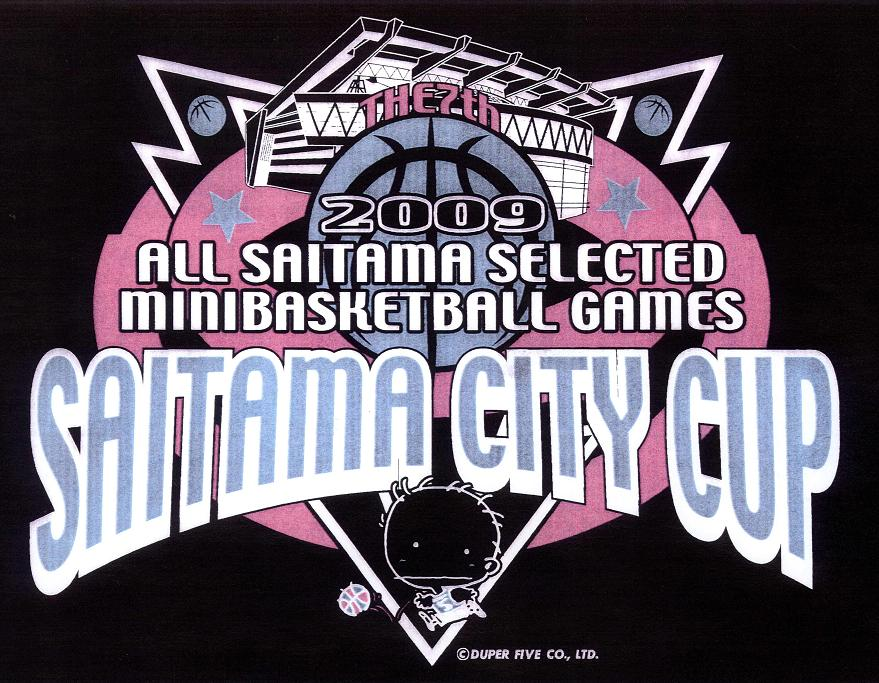 THE7th
2009
ALL SAITAMA SELECTED
MINIBASKETBALL GAMES
SAITAMA CITY CUP
©DUPER FIVE CO., LTD.